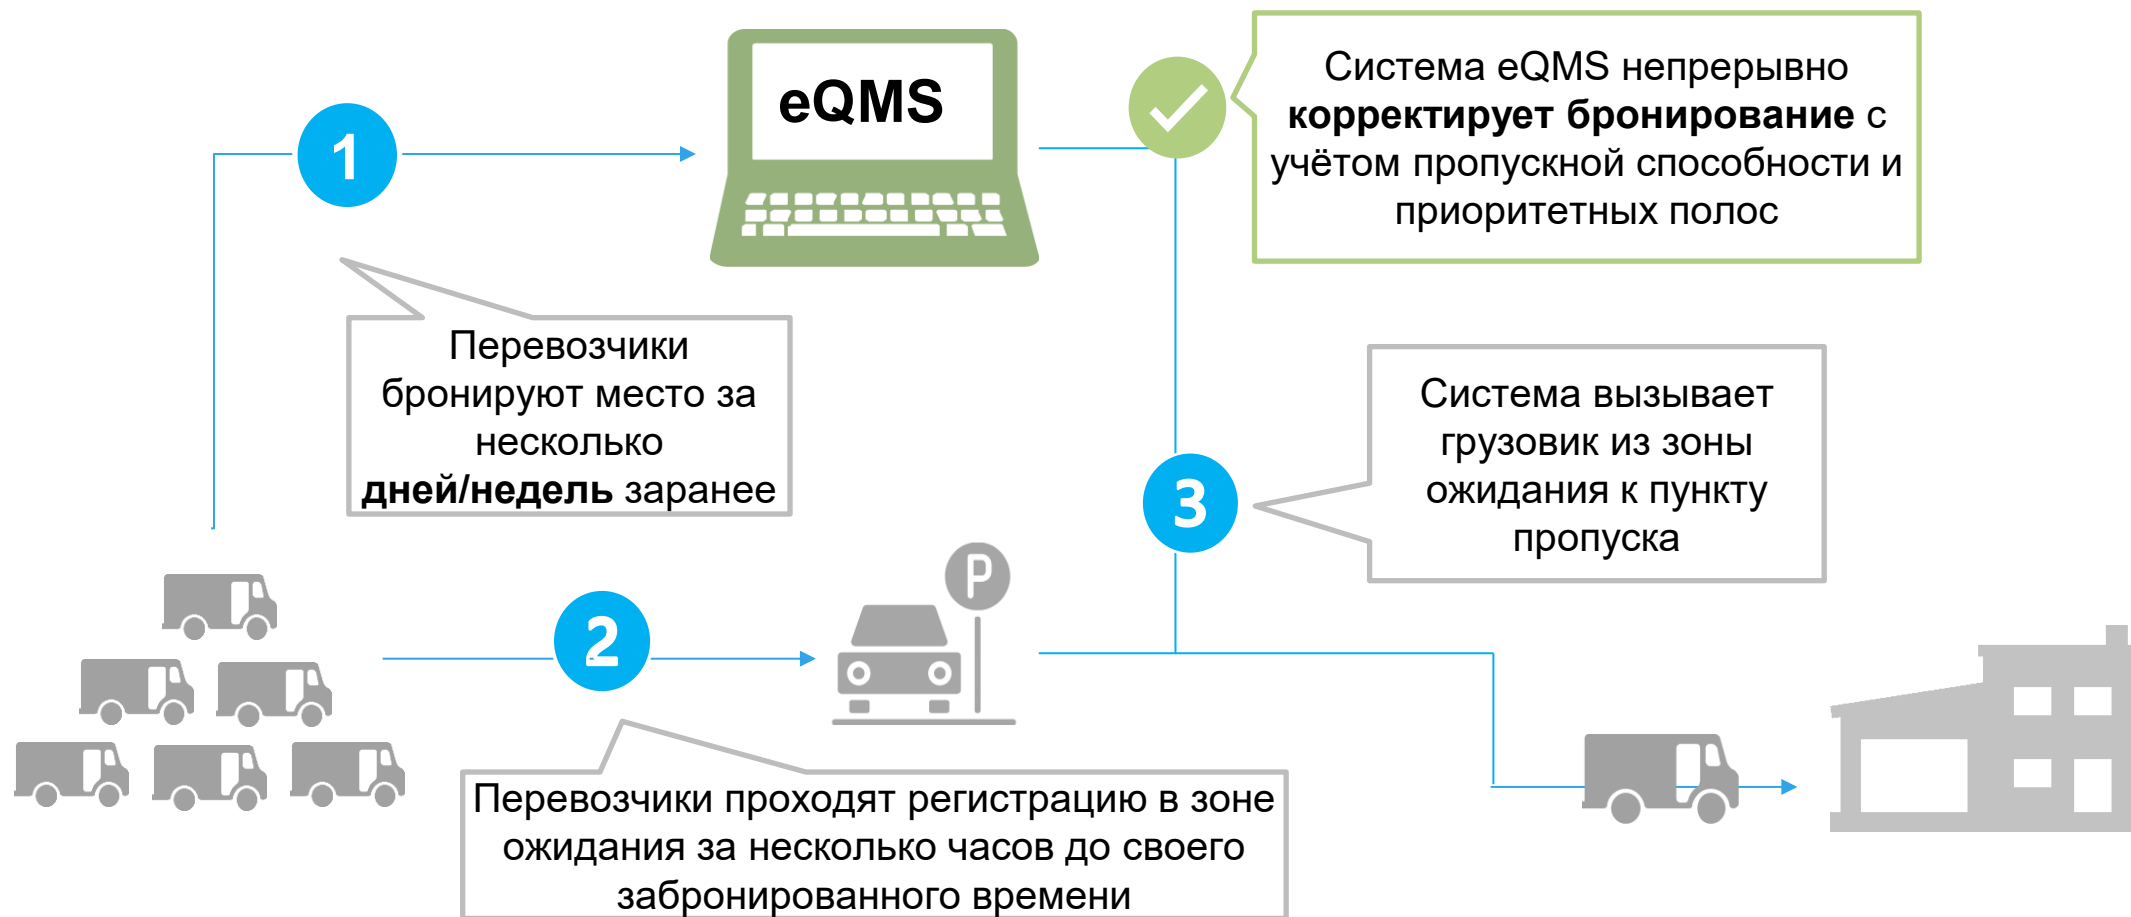 eQMS
Система eQMS непрерывно
корректирует бронирование с
учётом пропускной способности и
приоритетных полос
1
Перевозчики
бронируют место за
несколько
дней/недель заранее
Система вызывает
грузовик из зоны
ожидания к пункту
пропуска
3
P
2
Перевозчики проходят регистрацию в зоне
ожидания за несколько часов до своего
забронированного времени